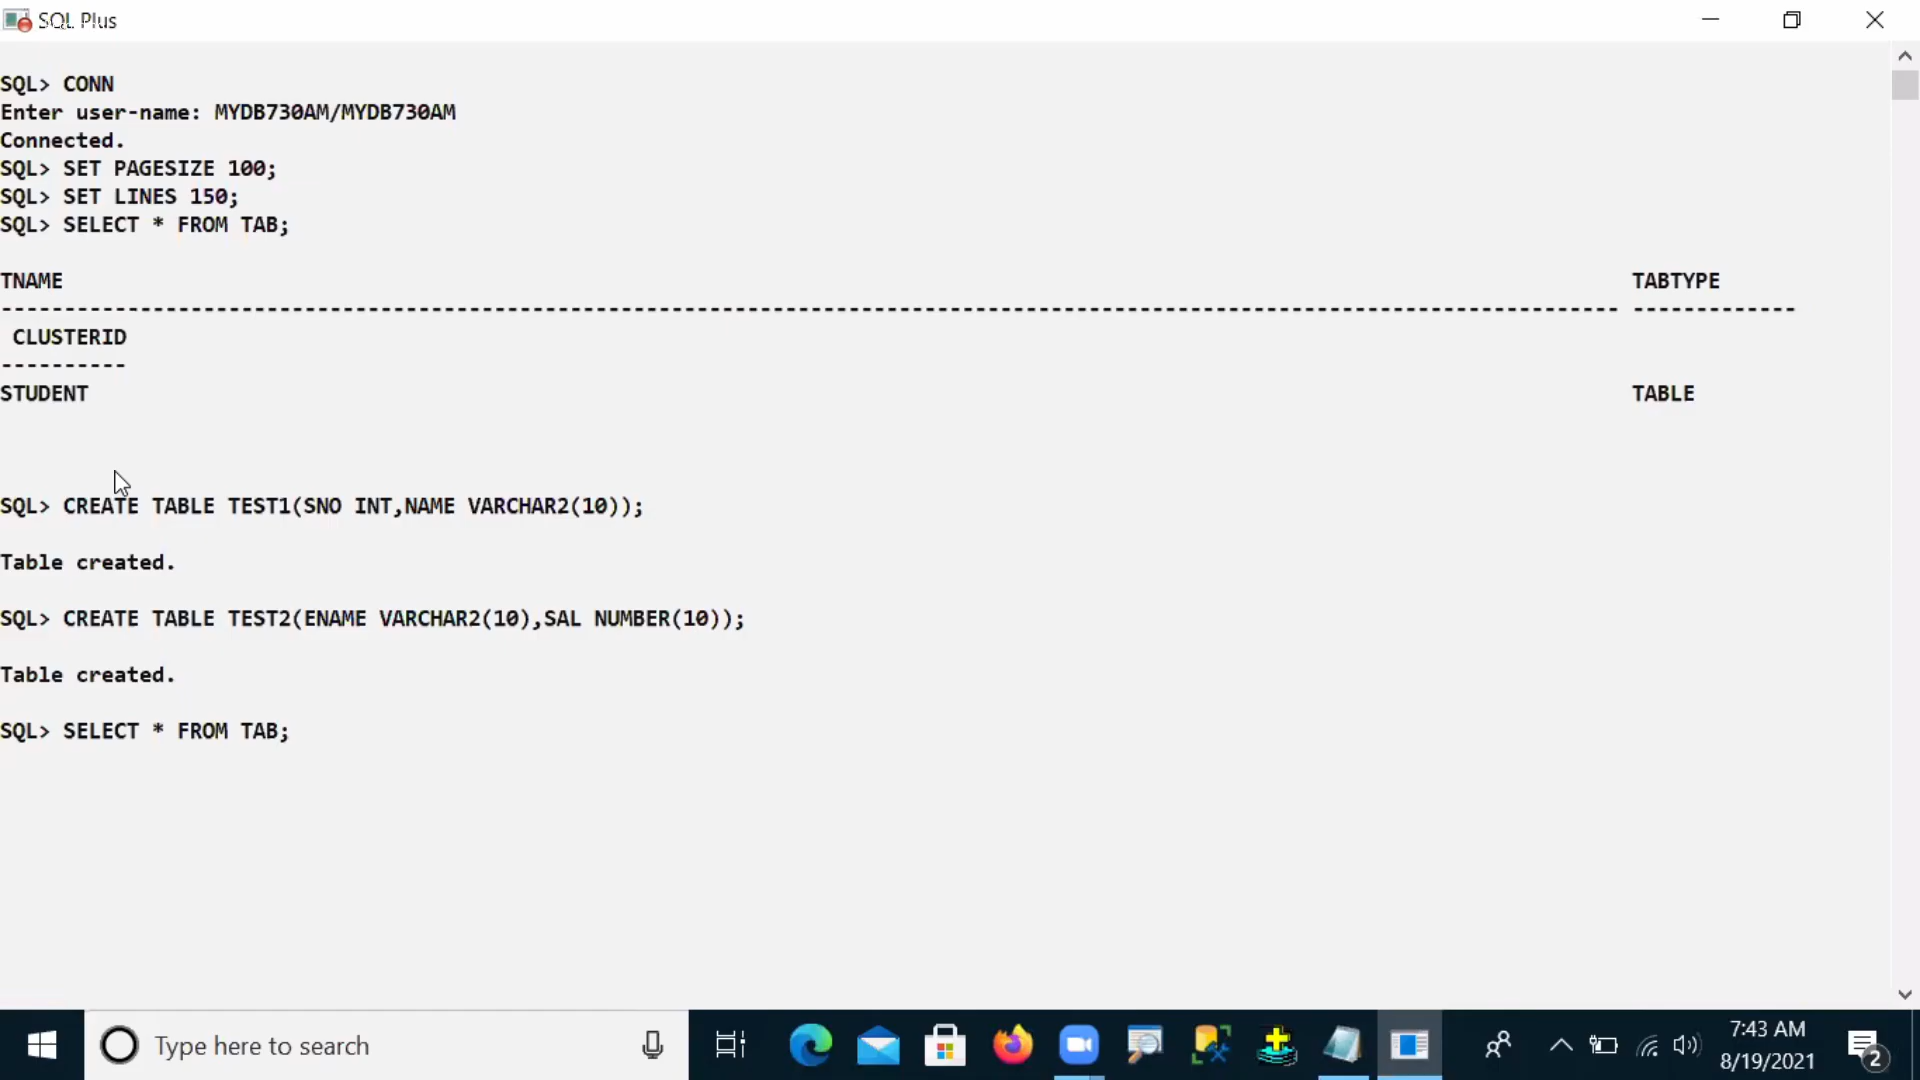 SQL Plus
SQL> CONN
Enter user-name: MYDB730AM/MYDB730AM
Connected.
SQL> SET PAGESIZE 100;
SQL> SET LINES 150;
SQL> SELECT * FROM TAB;
TNAME TABTYPE
------------------------------------------------------------------------------------------------------------------------------- -------------
CLUSTERID
----------
STUDENT TABLE
SQL> CREATE TABLE TEST1(SNO INT,NAME VARCHAR2(10));
Table created.
SQL> CREATE TABLE TEST2(ENAME VARCHAR2(10),SAL NUMBER(10));
Table created.
SQL> SELECT * FROM TAB;
Type here to search
7:43 AM
8/19/2021
2